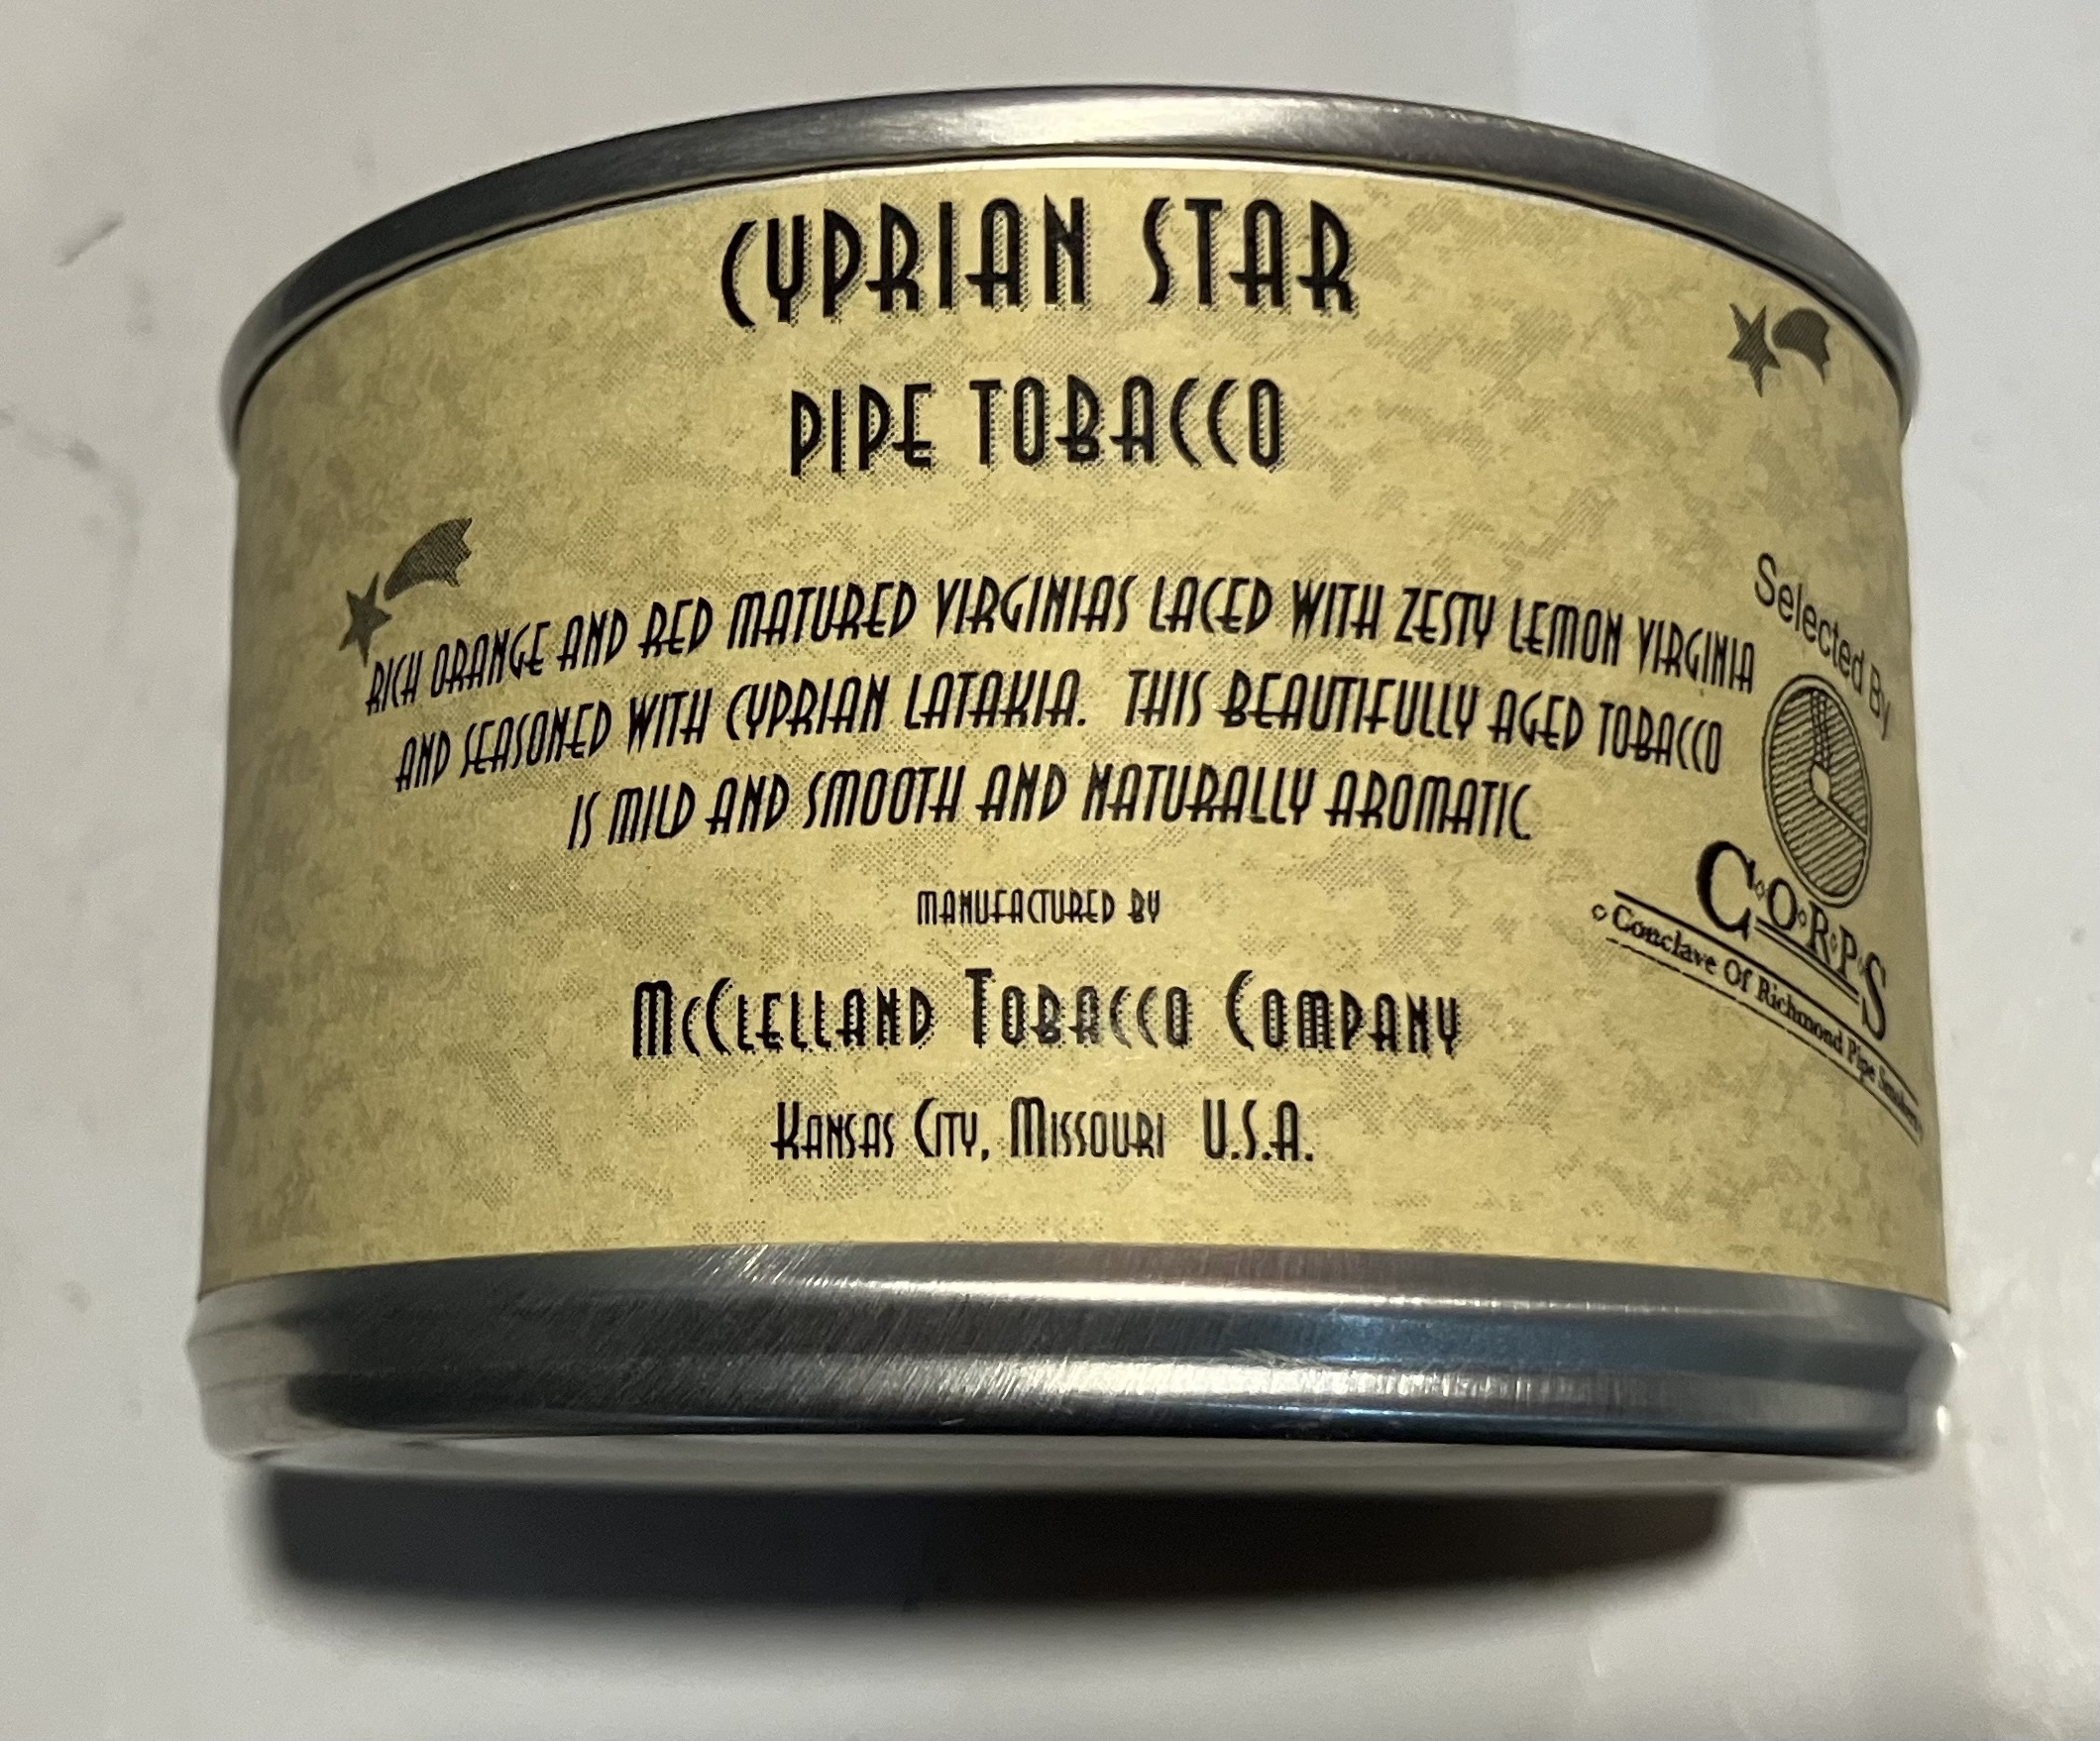 CYPRIAN STAR
PIPE TOBACCO
RICH ORANGE AND RED MATURED VIRGINIAS LACED WITH ZESTY LEMON VIRGINIA
AND SEASONED WITH CYPRIAN LATAKIA. THIS BEAUTIFULLY AGED TOBACCO
IS MILD AND SMOOTH AND NATURALLY AROMATIC
MANUFACTURED BY
McCLELLAND TOBACCO COMPANY
KANSAS CITY, MISSOURI U.S.A.
Selected By
C·O·R·P·S
Conclave Of Richmond Pipe Smokers